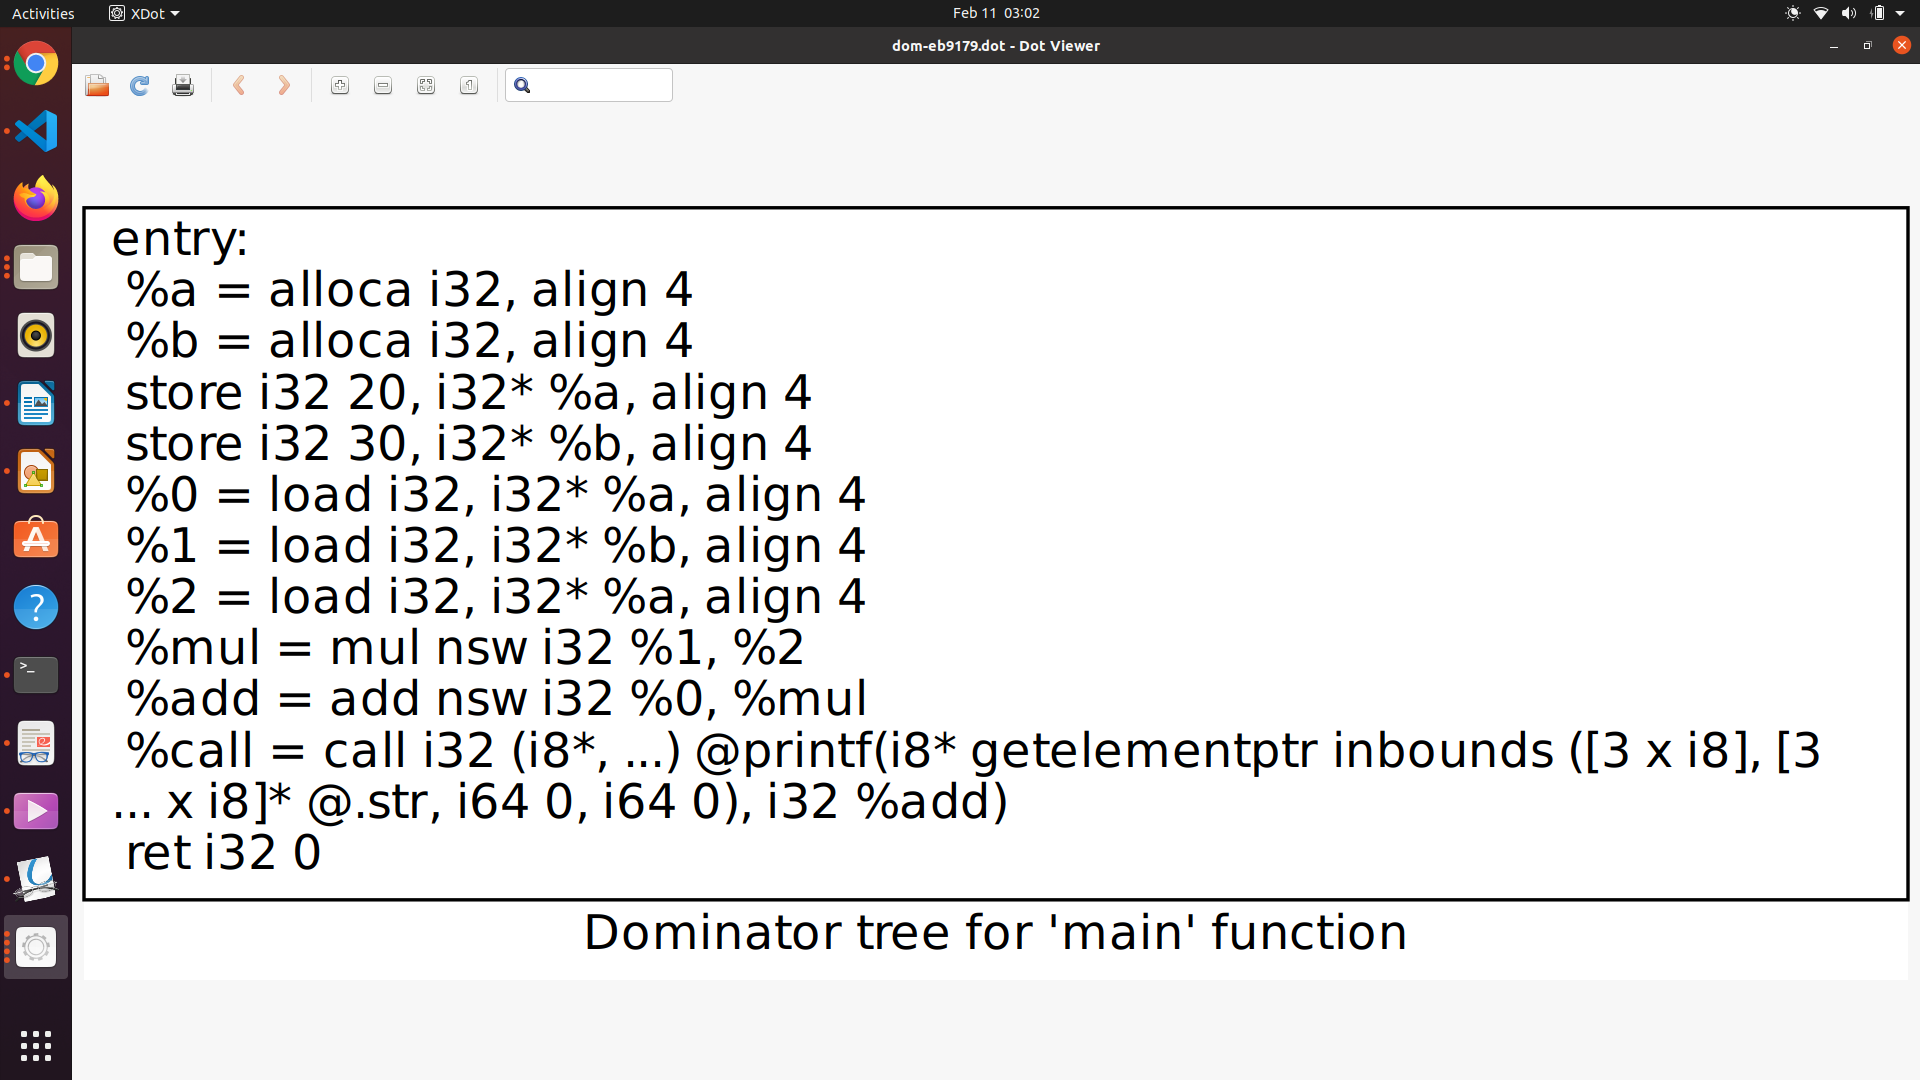 Activities XDot Feb 11 03:02
dom-eb9179.dot - Dot Viewer
entry:
%a = alloca i32, align 4
%b = alloca i32, align 4
store i32 20, i32* %a, align 4
store i32 30, i32* %b, align 4
%0 = load i32, i32* %a, align 4
%1 = load i32, i32* %b, align 4
%2 = load i32, i32* %a, align 4
%mul = mul nsw i32 %1, %2
%add = add nsw i32 %0, %mul
%call = call i32 (i8*, ...) @printf(i8* getelementptr inbounds ([3 x i8], [3
... x i8]* @.str, i64 0, i64 0), i32 %add)
ret i32 0
Dominator tree for 'main' function